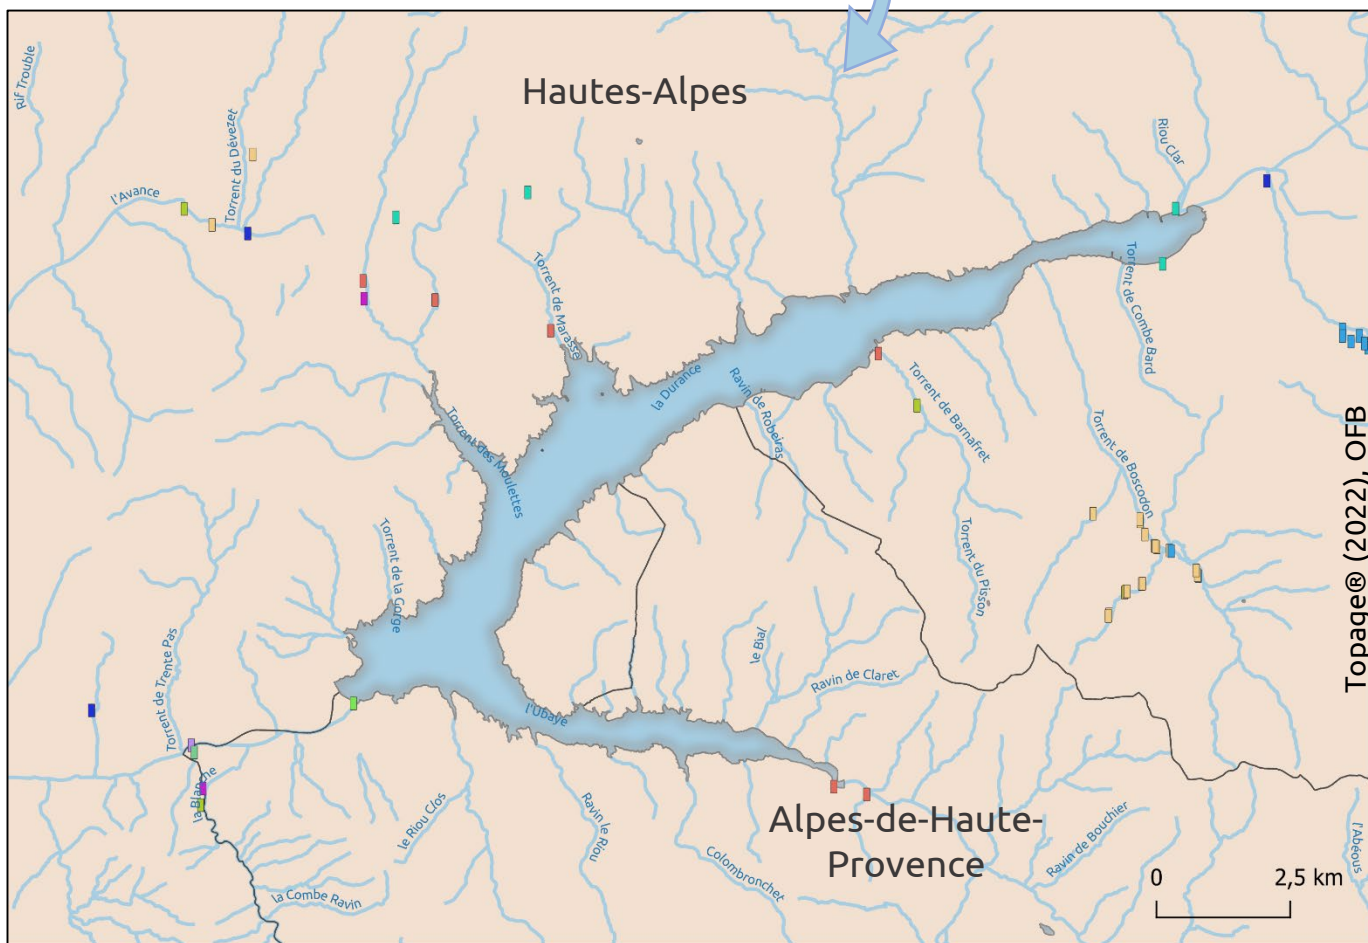 Rif Trouble
Hautes-Alpes
Torrent du Dévezet
Riou Clar
l'Avance
Torrent de Marasse
Torrent de Combe Bard
la Durance
Ravin de Robeiras
Torrent de Barnafret
Torrent des Moulettes
Torrent de Boscodon
Topage® (2022), OFB
Torrent de la Gorge
Torrent du Pisson
le Bial
Torrent de Trente Pas
Ravin de Claret
l'Ubaye
la Blanche
le Riou Clos
Ravin le Riou
Alpes-de-Haute-
Provence
Ravin de Bouchier
l'Abéous
Colombronchet
la Combe Ravin
0 2,5 km